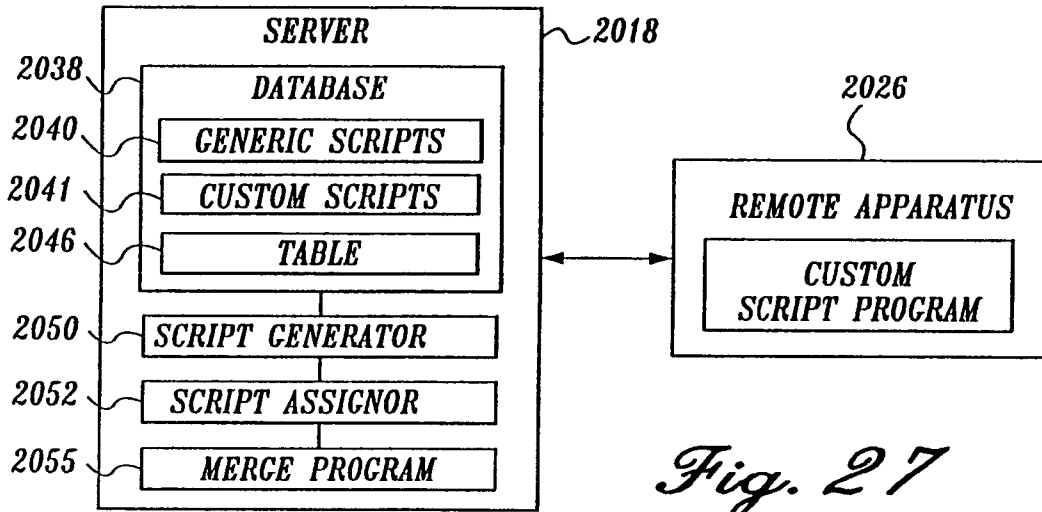 SERVER
2018
2038
DATABASE
2040
GENERIC SCRIPTS
2041
CUSTOM SCRIPTS
2046
TABLE
2050
SCRIPT GENERATOR
2052
SCRIPT ASSIGNOR
2055
MERGE PROGRAM
2026
REMOTE APPARATUS
CUSTOM
SCRIPT PROGRAM
Fig. 27